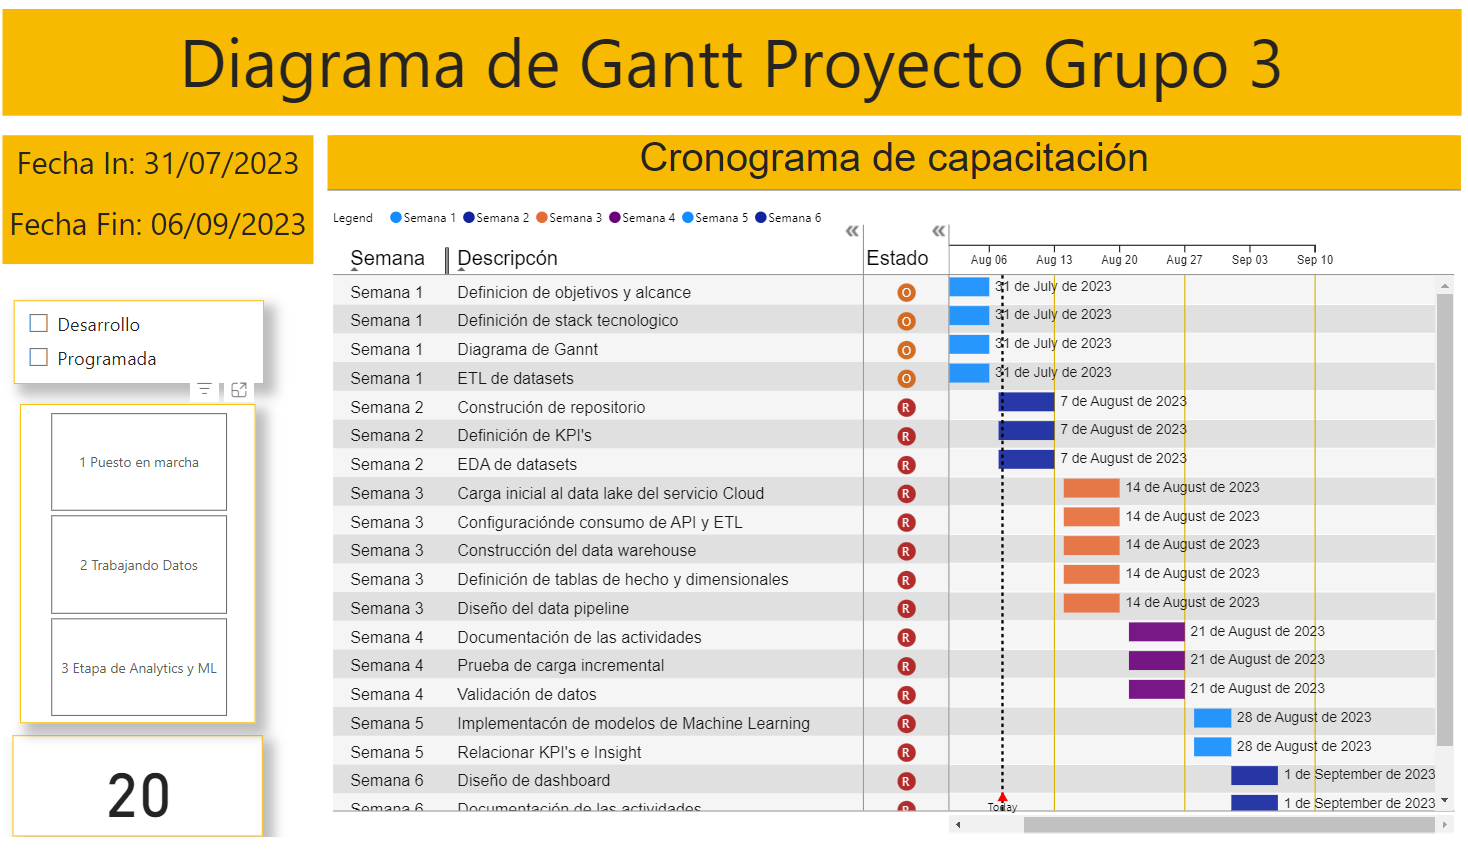 Diagrama de Gantt Proyecto Grupo 3
Fecha In: 31/07/2023
Fecha Fin: 06/09/2023
Desarrollo
Programada
1 Puesto en marcha
2 Trabajando Datos
3 Etapa de Analytics y ML
20
Cronograma de capacitación
Legend Semana 1 Semana 2 Semana 3 Semana 4 Semana 5 Semana 6
Semana Descripcón Estado Aug 06 Aug 13 Aug 20 Aug 27 Sep 03 Sep 10
Semana 1 Definicion de objetivos y alcance O 31 de July de 2023
Semana 1 Definición de stack tecnologico O 31 de July de 2023
Semana 1 Diagrama de Gannt O 31 de July de 2023
Semana 1 ETL de datasets O 31 de July de 2023
Semana 2 Construción de repositorio R 7 de August de 2023
Semana 2 Definición de KPI's R 7 de August de 2023
Semana 2 EDA de datasets R 7 de August de 2023
Semana 3 Carga inicial al data lake del servicio Cloud R 14 de August de 2023
Semana 3 Configuraciónde consumo de API y ETL R 14 de August de 2023
Semana 3 Construcción del data warehouse R 14 de August de 2023
Semana 3 Definición de tablas de hecho y dimensionales R 14 de August de 2023
Semana 3 Diseño del data pipeline R 14 de August de 2023
Semana 4 Documentación de las actividades R 21 de August de 2023
Semana 4 Prueba de carga incremental R 21 de August de 2023
Semana 4 Validación de datos R 21 de August de 2023
Semana 5 Implementacón de modelos de Machine Learning R 28 de August de 2023
Semana 5 Relacionar KPI's e Insight R 28 de August de 2023
Semana 6 Diseño de dashboard R 1 de September de 2023
Semana 6 Documentación de las actividades R 1 de September de 2023
Today